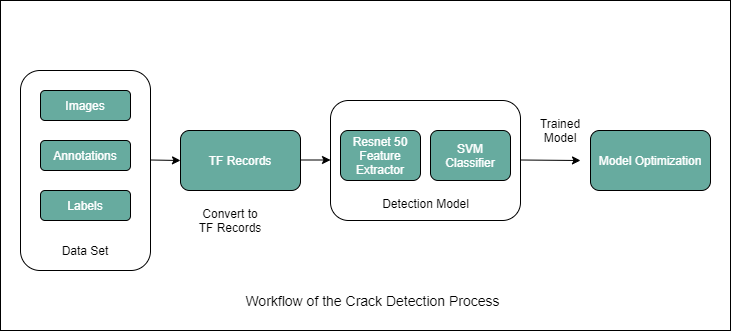 Images
Annotations
Labels
Data Set
TF Records
Convert to
TF Records
Resnet 50
Feature
Extractor
SVM
Classifier
Detection Model
Trained
Model
Model Optimization
Workflow of the Crack Detection Process